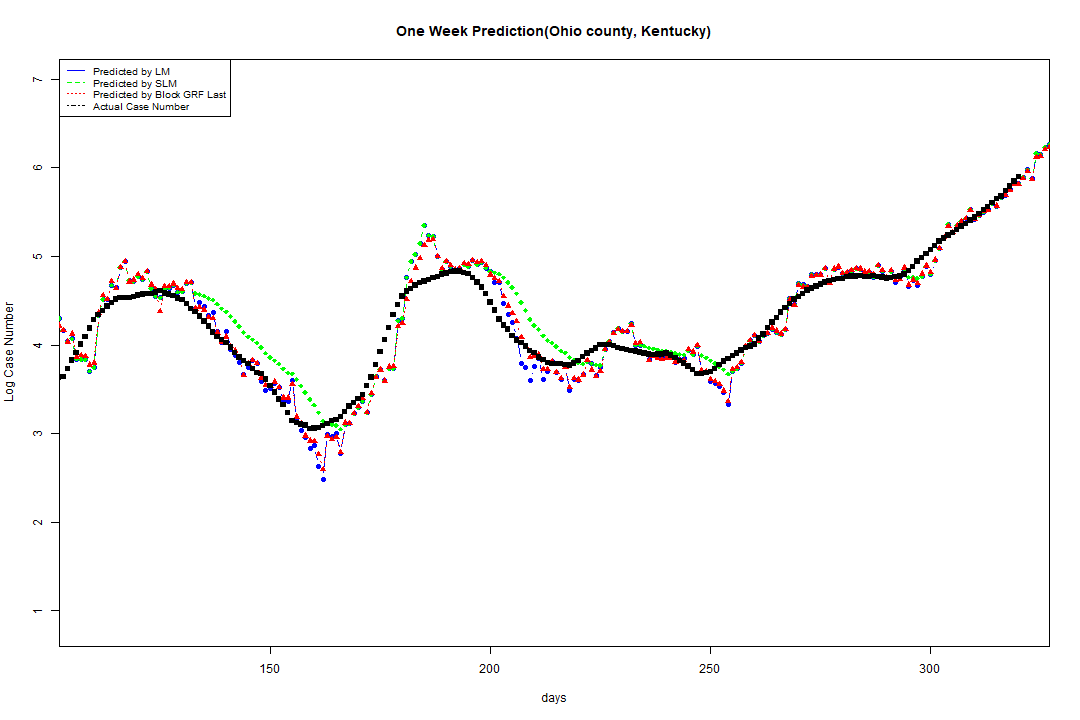 One Week Prediction(Ohio county, Kentucky)
Predicted by LM
Predicted by SLM
Predicted by Block GRF Last
Actual Case Number
Log Case Number
7
6
5
4
3
2
1
150
200
250
300
days